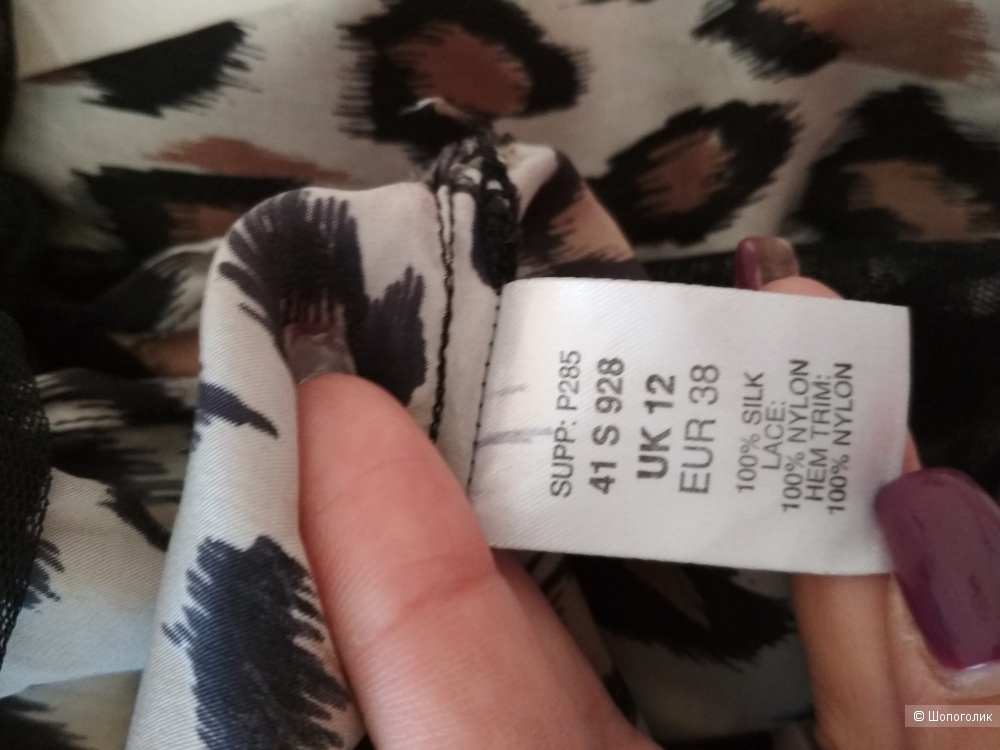 SUPP: P285
41 S 928
UK 12
EUR 38
100% SILK
LACE:
100% NYLON
HEM TRIM:
100% NYLON
© Шопоголик